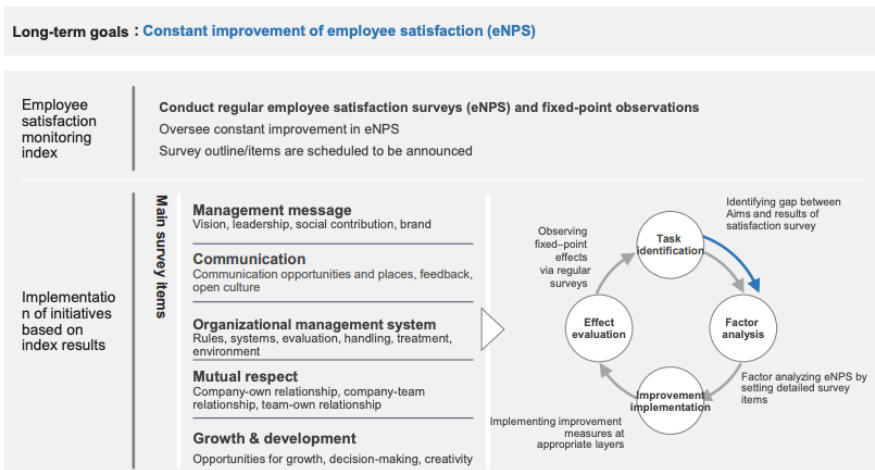 Long-term goals : Constant improvement of employee satisfaction (eNPS)
Employee
satisfaction
monitoring
index
Conduct regular employee satisfaction surveys (eNPS) and fixed-point observations
Oversee constant improvement in eNPS
Survey outline/items are scheduled to be announced
Implementatio
n of initiatives
based on
index results
Main survey items
Management message
Vision, leadership, social contribution, brand
Communication
Communication opportunities and places, feedback,
open culture
Organizational management system
Rules, systems, evaluation, handling, treatment,
environment
Mutual respect
Company-own relationship, company-team
relationship, team-own relationship
Growth & development
Opportunities for growth, decision-making, creativity
Task
identification
Identifying gap between
Aims and results of
satisfaction survey
Factor
analysis
Factor analyzing eNPS by
setting detailed survey
items
Improvement
implementation
Implementing improvement
measures at
appropriate layers
Effect
evaluation
Observing
fixed–point
effects
via regular
surveys